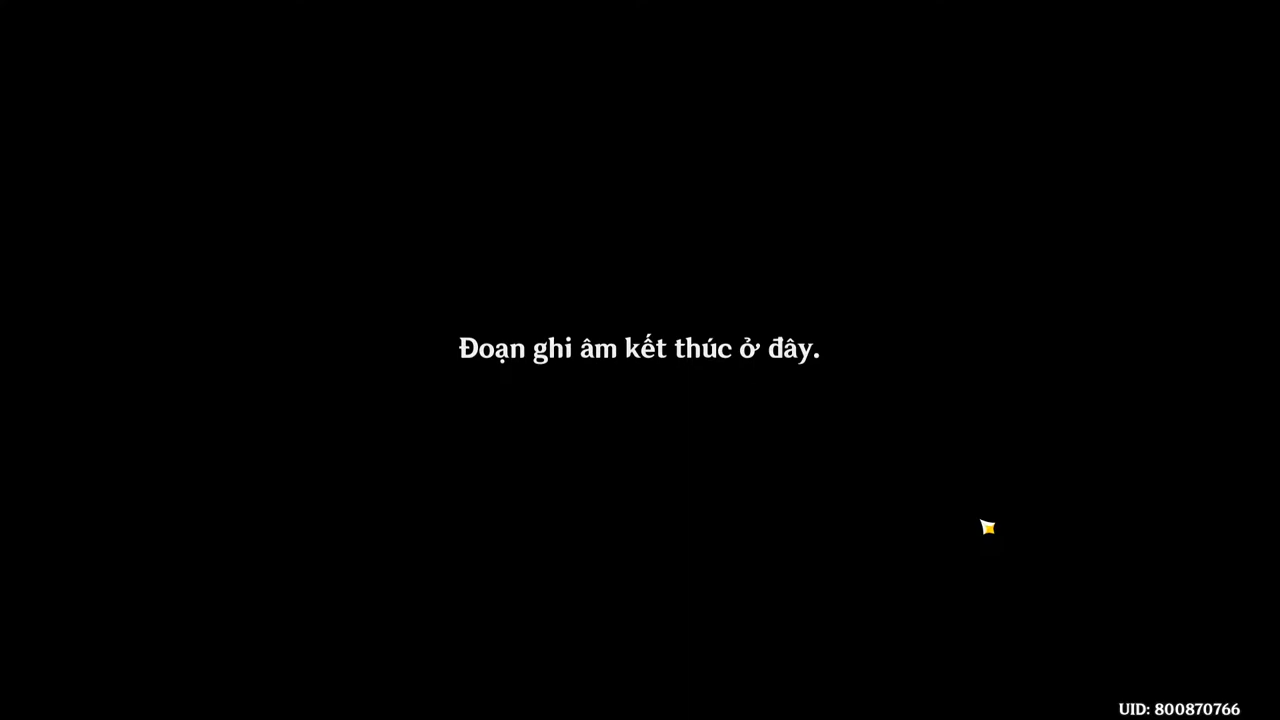 Đoạn ghi âm kết thúc ở đây.
UID: 800870766